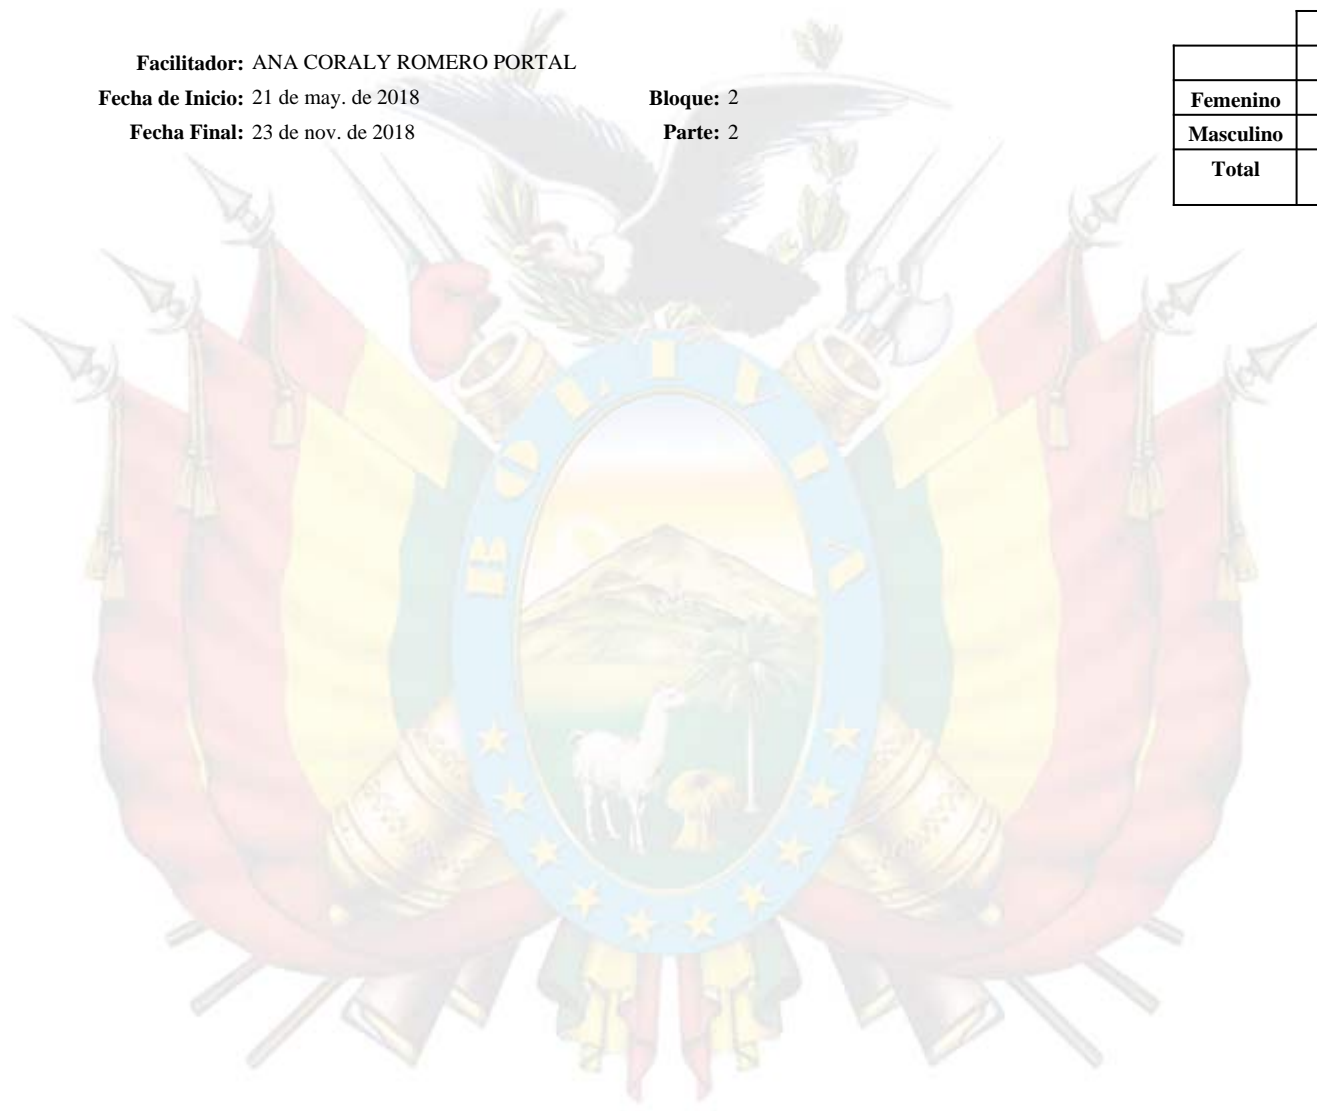 Facilitador: ANA CORALY ROMERO PORTAL
Fecha de Inicio: 21 de may. de 2018 Bloque: 2
Fecha Final: 23 de nov. de 2018 Parte: 2
Femenino
Masculino
Total
BOLIVIA